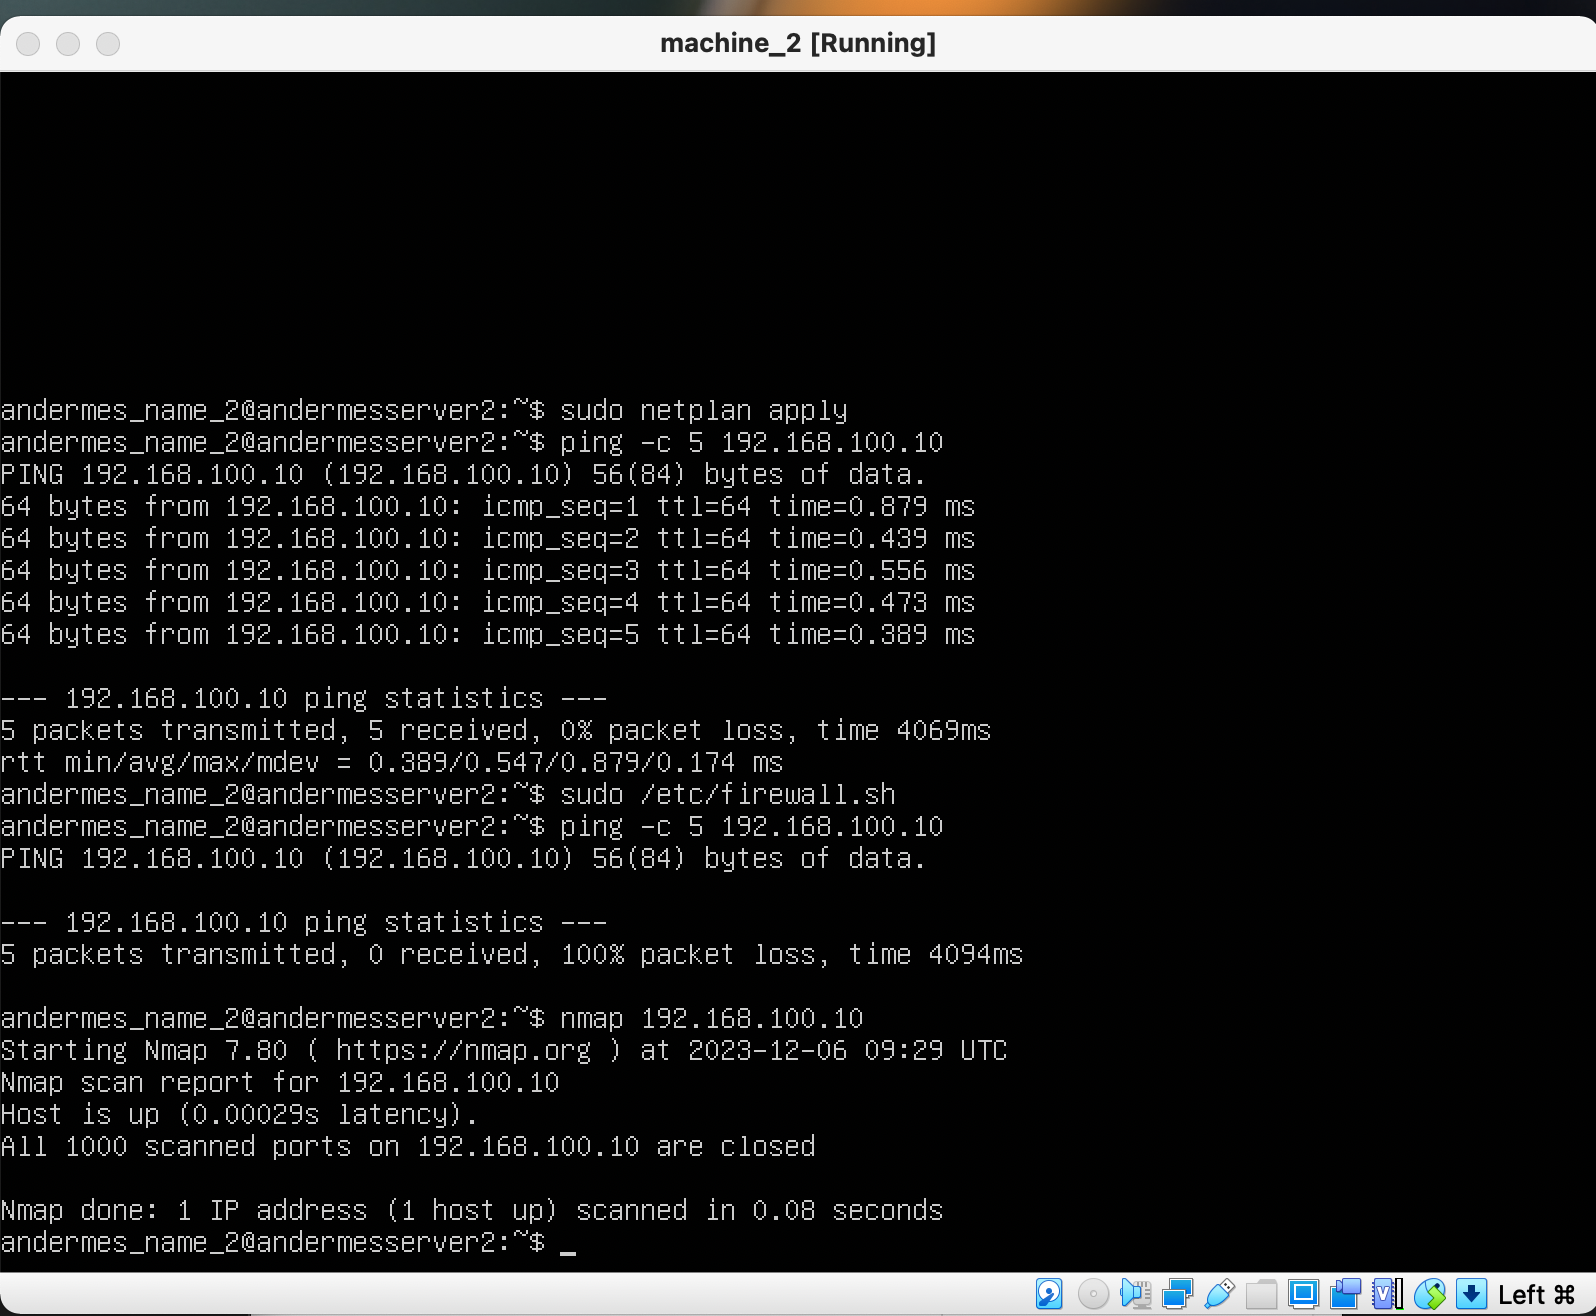 machine_2 [Running]
andermes_name_2@andermesserver2:~$ sudo netplan apply
andermes_name_2@andermesserver2:~$ ping -c 5 192.168.100.10
PING 192.168.100.10 (192.168.100.10) 56(84) bytes of data.
64 bytes from 192.168.100.10: icmp_seq=1 ttl=64 time=0.879 ms
64 bytes from 192.168.100.10: icmp_seq=2 ttl=64 time=0.439 ms
64 bytes from 192.168.100.10: icmp_seq=3 ttl=64 time=0.556 ms
64 bytes from 192.168.100.10: icmp_seq=4 ttl=64 time=0.473 ms
64 bytes from 192.168.100.10: icmp_seq=5 ttl=64 time=0.389 ms
--- 192.168.100.10 ping statistics ---
5 packets transmitted, 5 received, 0% packet loss, time 4069ms
rtt min/avg/max/mdev = 0.389/0.547/0.879/0.174 ms
andermes_name_2@andermesserver2:~$ sudo /etc/firewall.sh
andermes_name_2@andermesserver2:~$ ping -c 5 192.168.100.10
PING 192.168.100.10 (192.168.100.10) 56(84) bytes of data.
--- 192.168.100.10 ping statistics ---
5 packets transmitted, 0 received, 100% packet loss, time 4094ms
andermes_name_2@andermesserver2:~$ nmap 192.168.100.10
Starting Nmap 7.80 ( https://nmap.org ) at 2023-12-06 09:29 UTC
Nmap scan report for 192.168.100.10
Host is up (0.00029s latency).
All 1000 scanned ports on 192.168.100.10 are closed
Nmap done: 1 IP address (1 host up) scanned in 0.08 seconds
andermes_name_2@andermesserver2:~$ _
Left ⌘